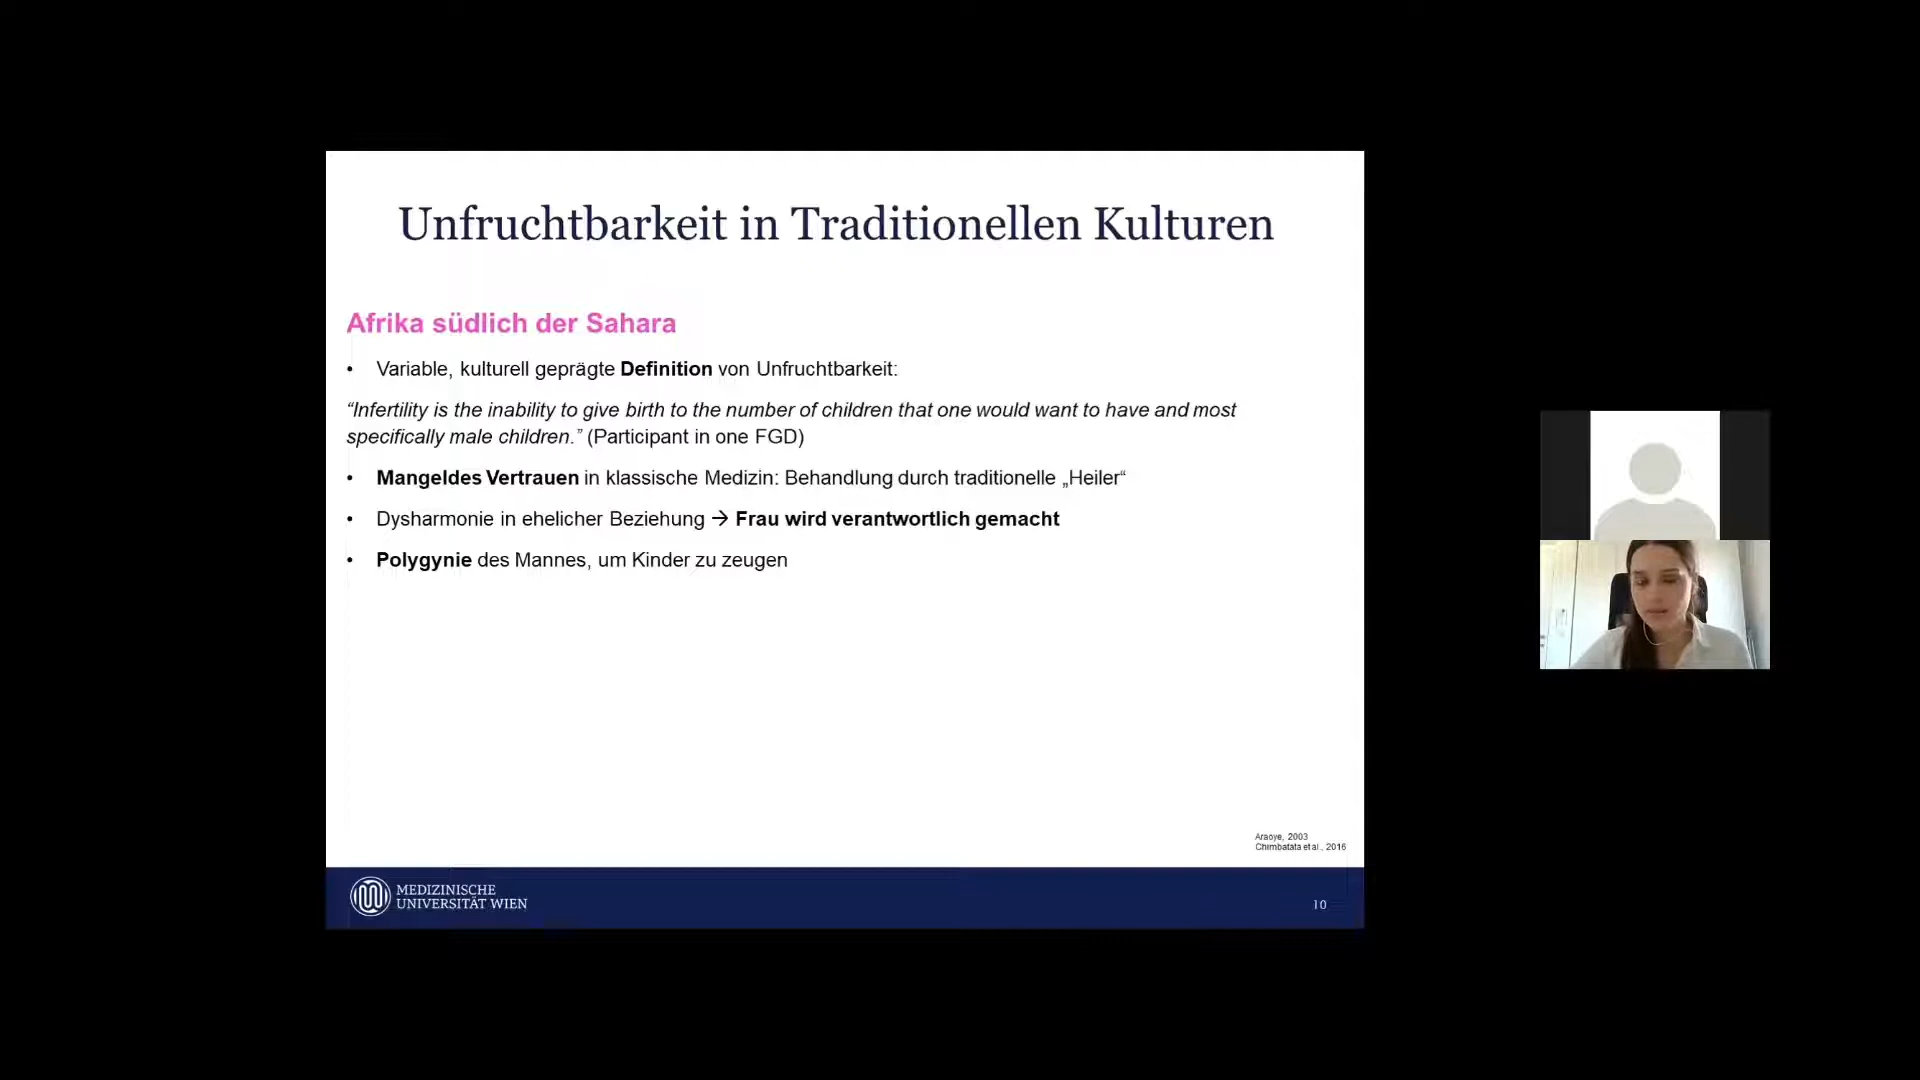 Unfruchtbarkeit in Traditionellen Kulturen
Afrika südlich der Sahara
• Variable, kulturell geprägte Definition von Unfruchtbarkeit:
“Infertility is the inability to give birth to the number of children that one would want to have and most
specifically male children.” (Participant in one FGD)
• Mangeldes Vertrauen in klassische Medizin: Behandlung durch traditionelle „Heiler“
• Dysharmonie in ehelicher Beziehung → Frau wird verantwortlich gemacht
• Polygynie des Mannes, um Kinder zu zeugen
Araoye, 2003
Chimbatata et al., 2016
MEDIZINISCHE
UNIVERSITÄT WIEN
10